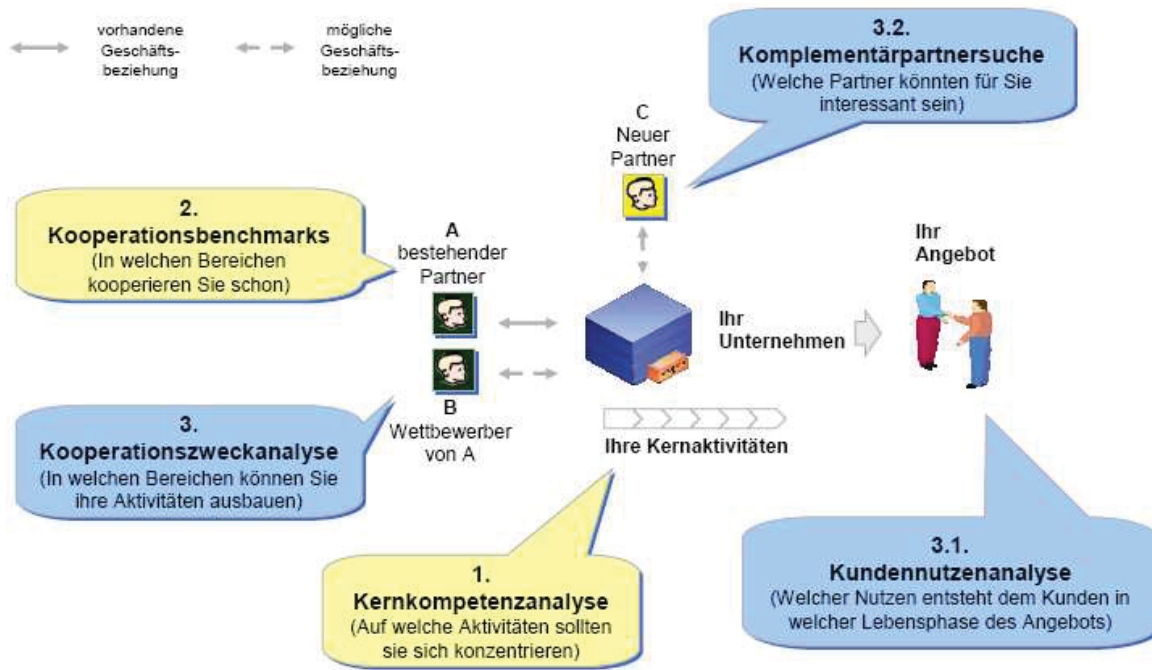 vorhandene
Geschäfts-
beziehung
mögliche
Geschäfts-
beziehung
3.2.
Komplementärpartnersuche
(Welche Partner könnten für Sie
interessant sein)
C
Neuer
Partner
2.
Kooperationsbenchmarks
(In welchen Bereichen
kooperieren Sie schon)
A
bestehender
Partner
Ihr
Angebot
Ihr
Unternehmen
3.
Kooperationszweckanalyse
(In welchen Bereichen können Sie
ihre Aktivitäten ausbauen)
B
Wettbewerber
von A
Ihre Kernaktivitäten
1.
Kernkompetenzanalyse
(Auf welche Aktivitäten sollten
sie sich konzentrieren)
3.1.
Kundennutzenanalyse
(Welcher Nutzen entsteht dem Kunden in
welcher Lebensphase des Angebots)